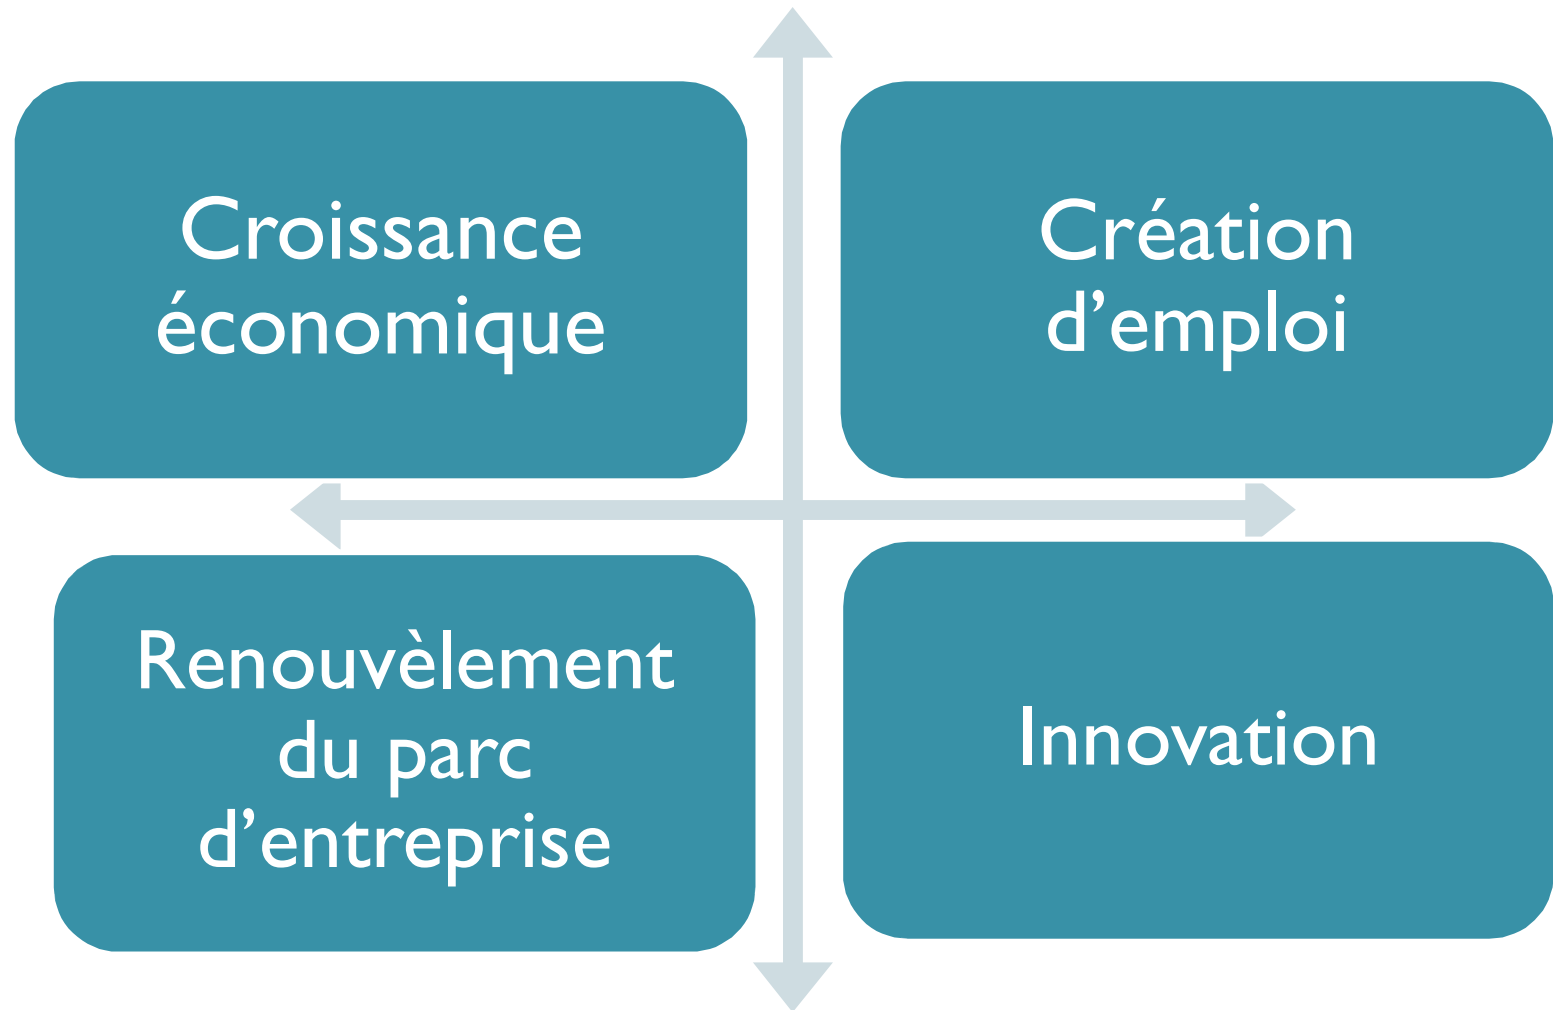 Croissance
économique
Création
d’emploi
Renouvèlement
du parc
d’entreprise
Innovation